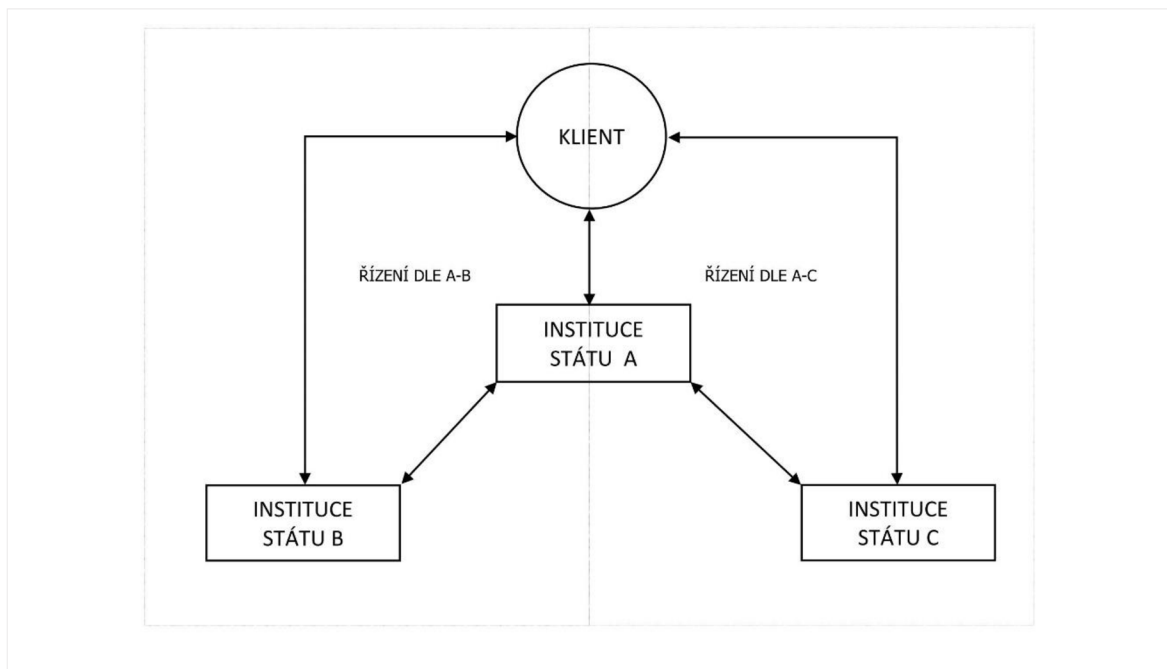 KLIENT
ŘÍZENÍ DLE A-B
ŘÍZENÍ DLE A-C
INSTITUCE
STÁTU A
INSTITUCE
STÁTU B
INSTITUCE
STÁTU C